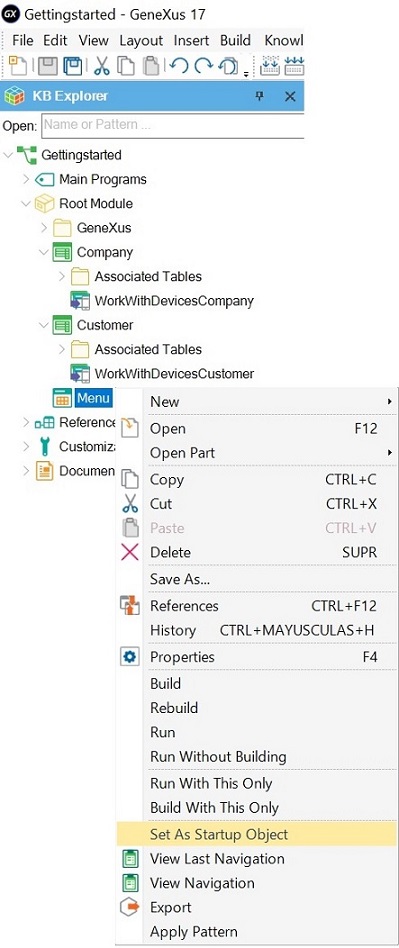 GX Gettingstarted - GeneXus 17
File Edit View Layout Insert Build Knowl
KB Explorer
Open: Name or Pattern ...
Gettingstarted
Main Programs
Root Module
GeneXus
Company
Associated Tables
WorkWithDevicesCompany
Customer
Associated Tables
WorkWithDevicesCustomer
Menu
Reference
Customiza
Documen
New
Open F12
Open Part
Copy CTRL+C
Cut CTRL+X
Paste CTRL+V
Delete SUPR
Save As...
References CTRL+F12
History CTRL+MAYUSCULAS+H
Properties F4
Build
Rebuild
Run
Run Without Building
Run With This Only
Build With This Only
Set As Startup Object
View Last Navigation
View Navigation
Export
Apply Pattern